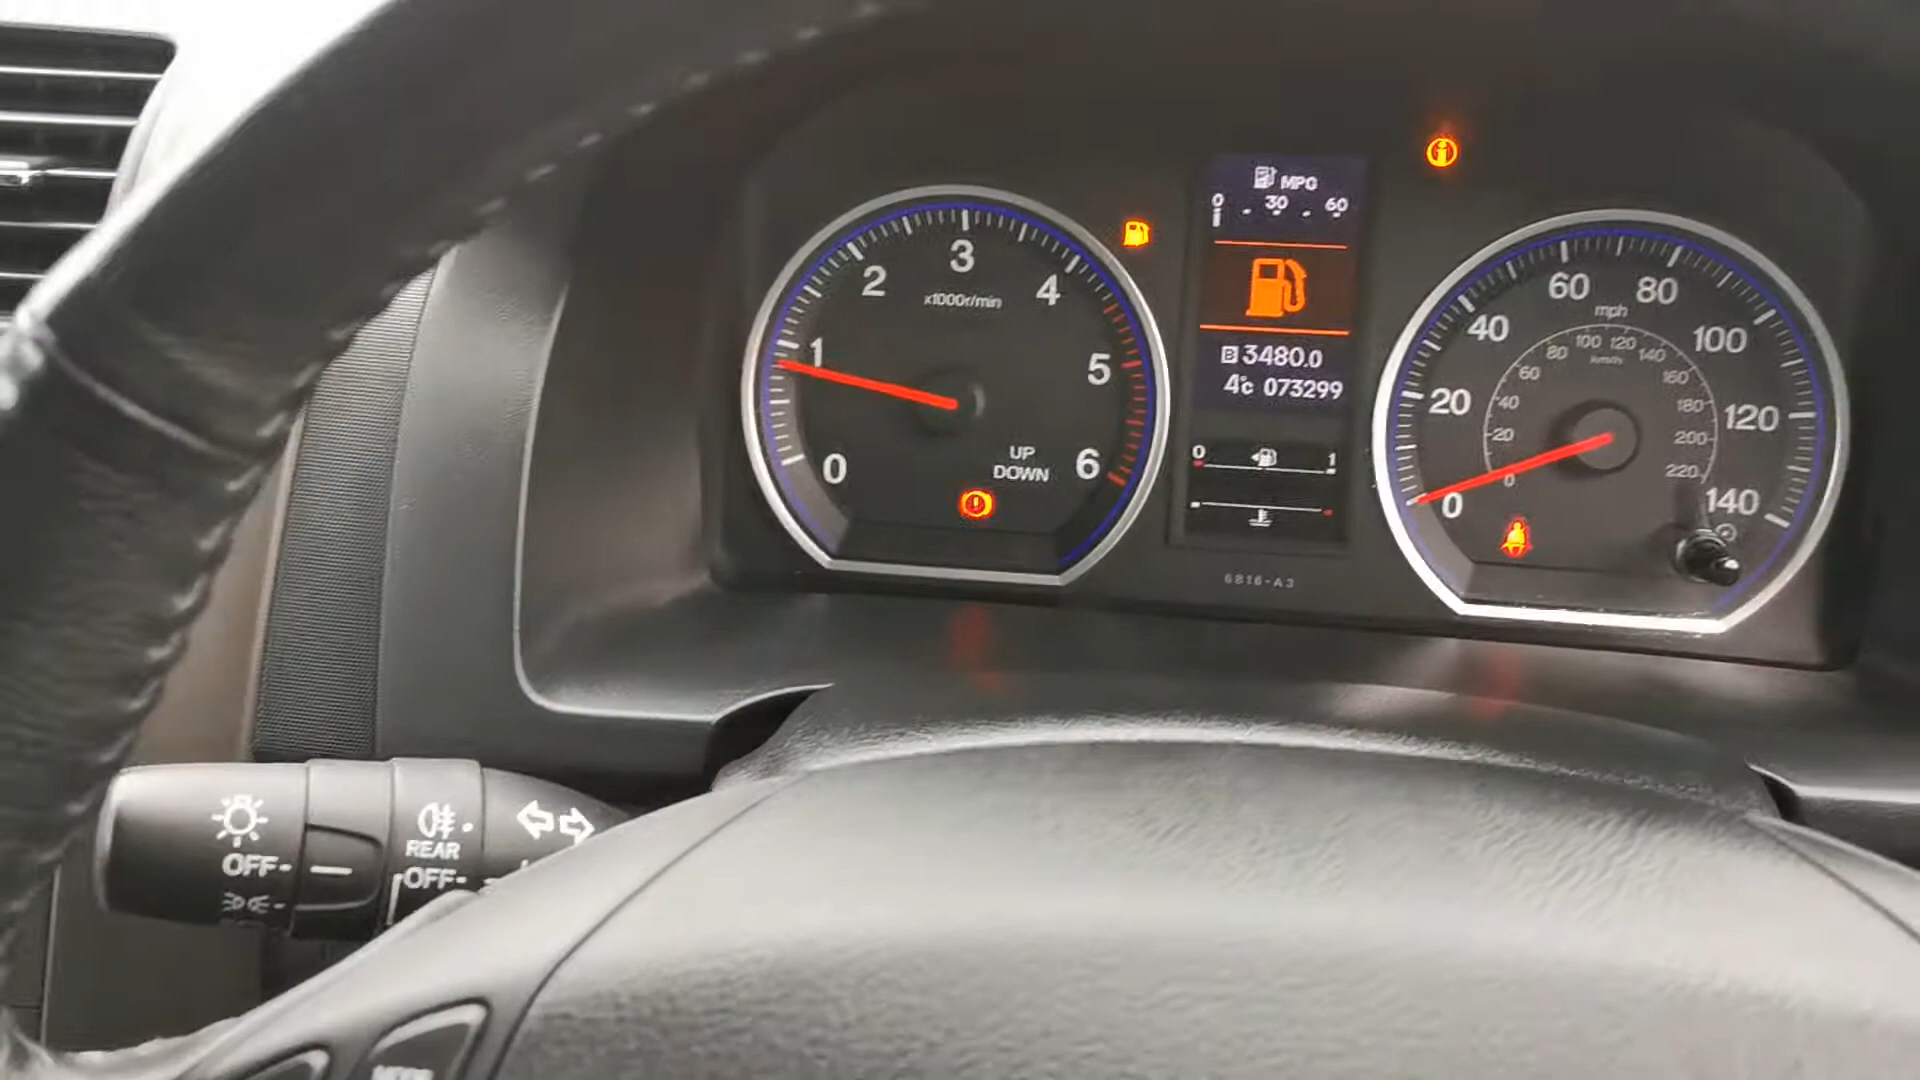 MPG
0 30 60
B 3480.0
4°c 073299
0 1
6816-A3
0
1
2
3
4
5
6
x1000r/min
UP
DOWN
0
20
40
60
80
100
120
140
mph
0
20
40
60
80
100
120
140
160
180
200
220
km/h
OFF-
REAR
OFF-